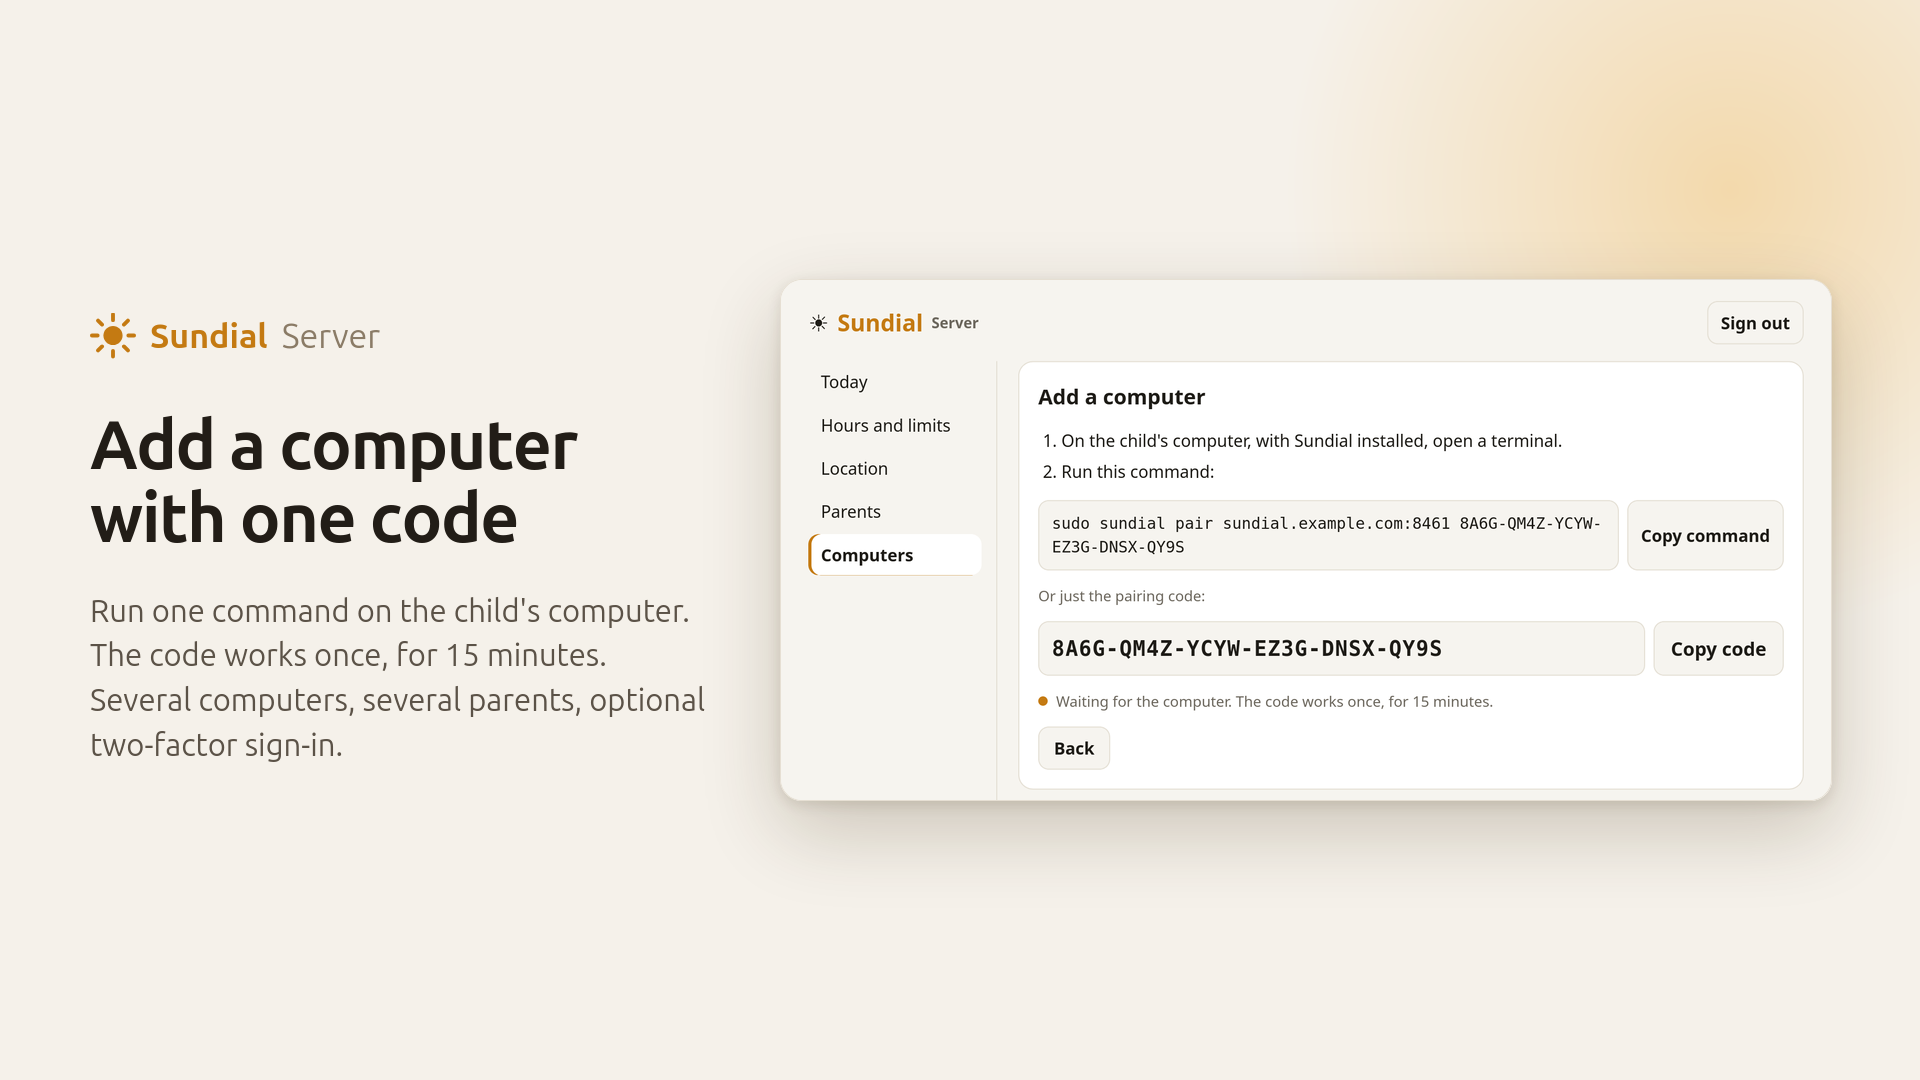 Sundial Server
Add a computer
with one code
Run one command on the child's computer.
The code works once, for 15 minutes.
Several computers, several parents, optional
two-factor sign-in.
Sundial Server
Sign out
Today
Hours and limits
Location
Parents
Computers
Add a computer
1. On the child's computer, with Sundial installed, open a terminal.
2. Run this command:
sudo sundial pair sundial.example.com:8461 8A6G-QM4Z-YCYW-
EZ3G-DNSX-QY9S
Copy command
Or just the pairing code:
8A6G-QM4Z-YCYW-EZ3G-DNSX-QY9S
Copy code
Waiting for the computer. The code works once, for 15 minutes.
Back